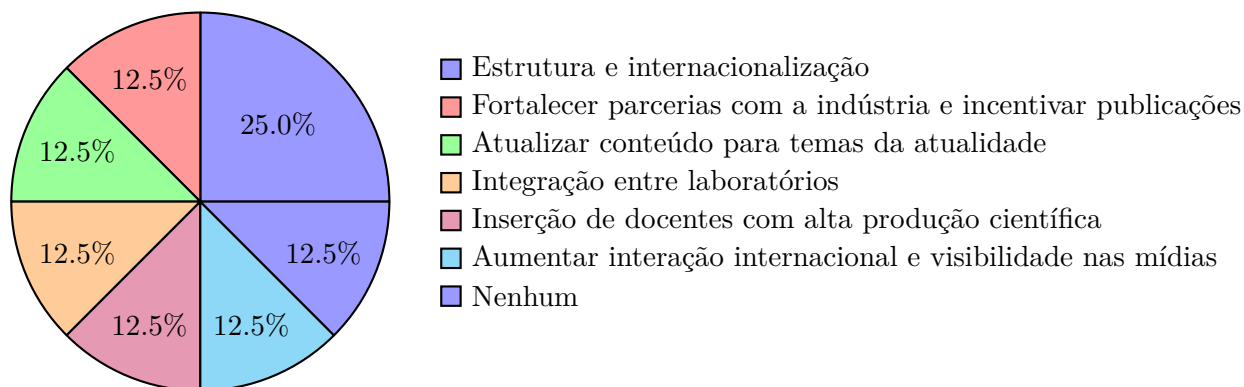 12.5%
25.0%
12.5%
12.5%
12.5%
12.5%
12.5%
Estrutura e internacionalização
Fortalecer parcerias com a indústria e incentivar publicações
Atualizar conteúdo para temas da atualidade
Integração entre laboratórios
Inserção de docentes com alta produção científica
Aumentar interação internacional e visibilidade nas mídias
Nenhum